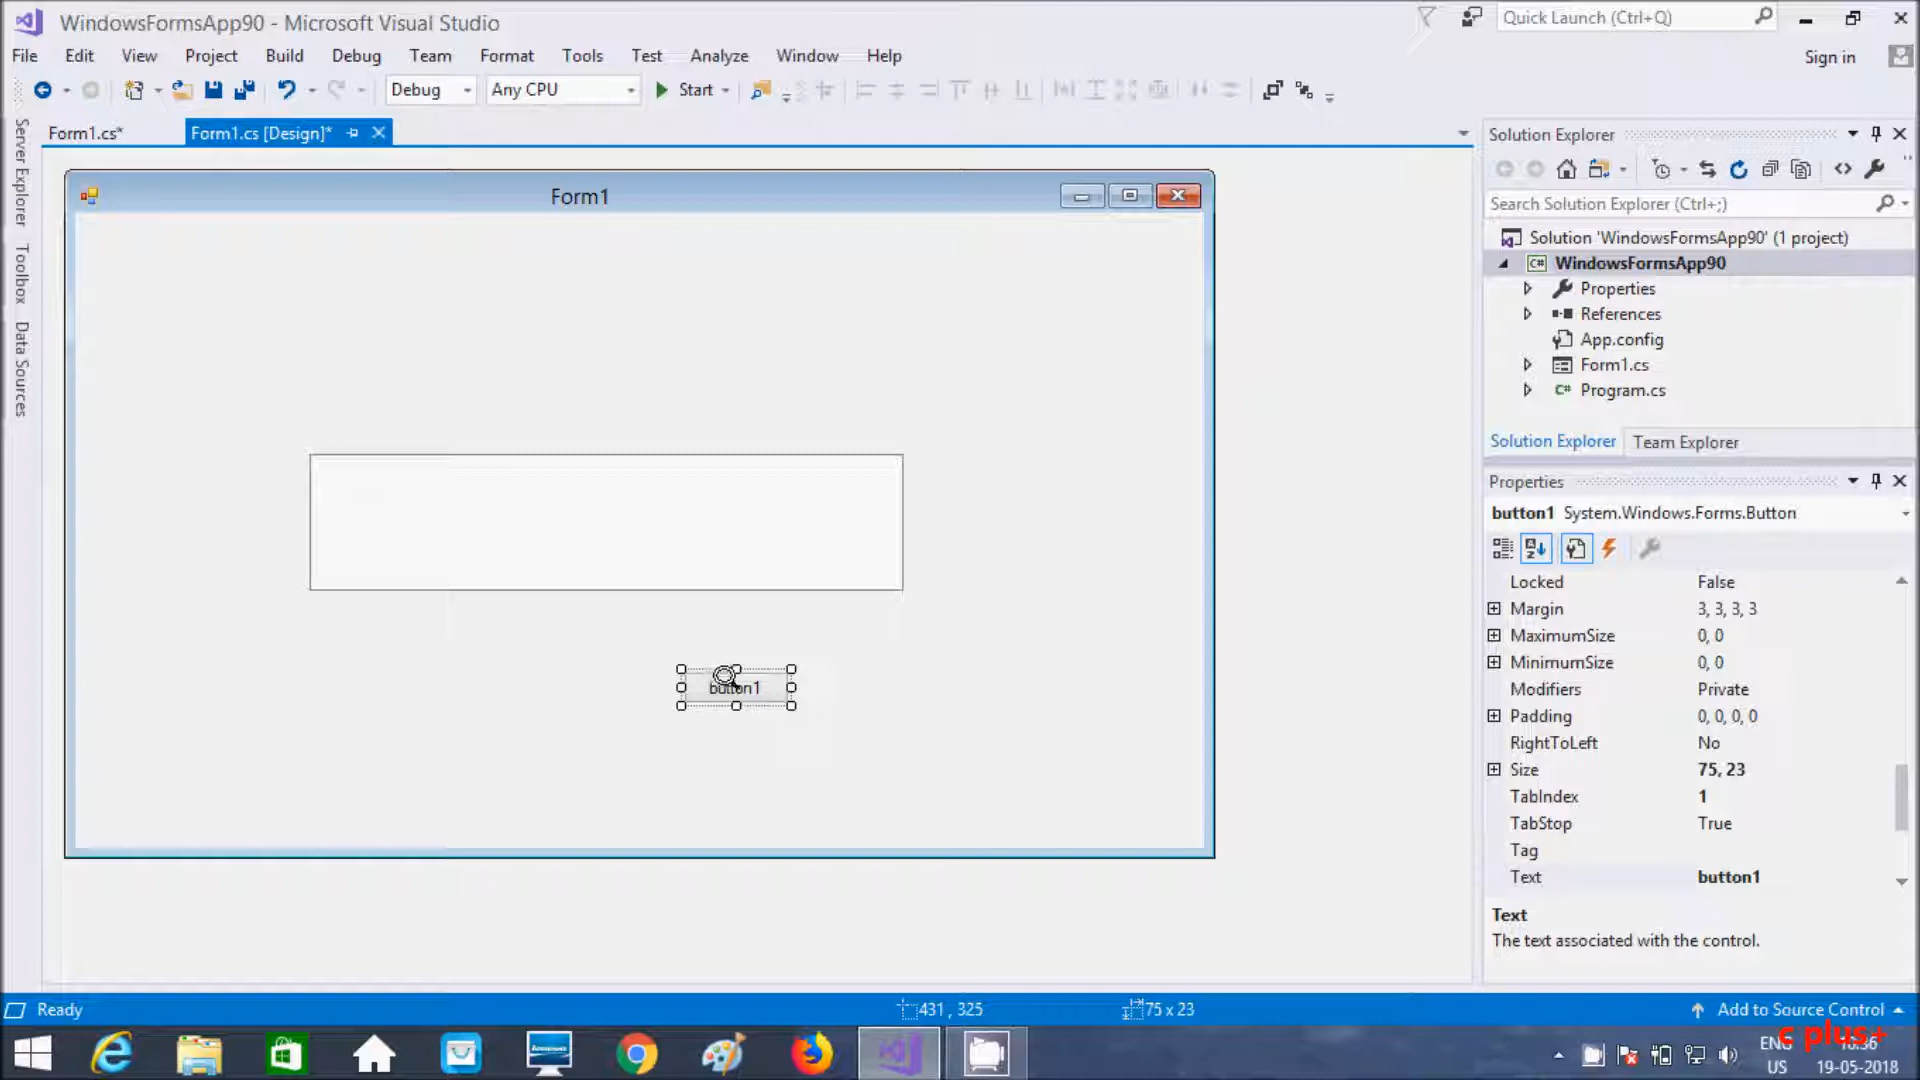 WindowsFormsApp90 - Microsoft Visual Studio
Quick Launch (Ctrl+Q)
File Edit View Project Build Debug Team Format Tools Test Analyze Window Help
Sign in
Debug Any CPU Start
Form1.cs* Form1.cs [Design]*
Server Explorer
Toolbox
Data Sources
Form1
button1
Solution Explorer
Search Solution Explorer (Ctrl+;)
Solution 'WindowsFormsApp90' (1 project)
C# WindowsFormsApp90
Properties
References
App.config
Form1.cs
C# Program.cs
Solution Explorer Team Explorer
Properties
button1 System.Windows.Forms.Button
Locked False
Margin 3, 3, 3, 3
MaximumSize 0, 0
MinimumSize 0, 0
Modifiers Private
Padding 0, 0, 0, 0
RightToLeft No
Size 75, 23
TabIndex 1
TabStop True
Tag
Text button1
Text
The text associated with the control.
Ready 431, 325 75 x 23 Add to Source Control
c plus+
ENG 16:36
US 19-05-2018